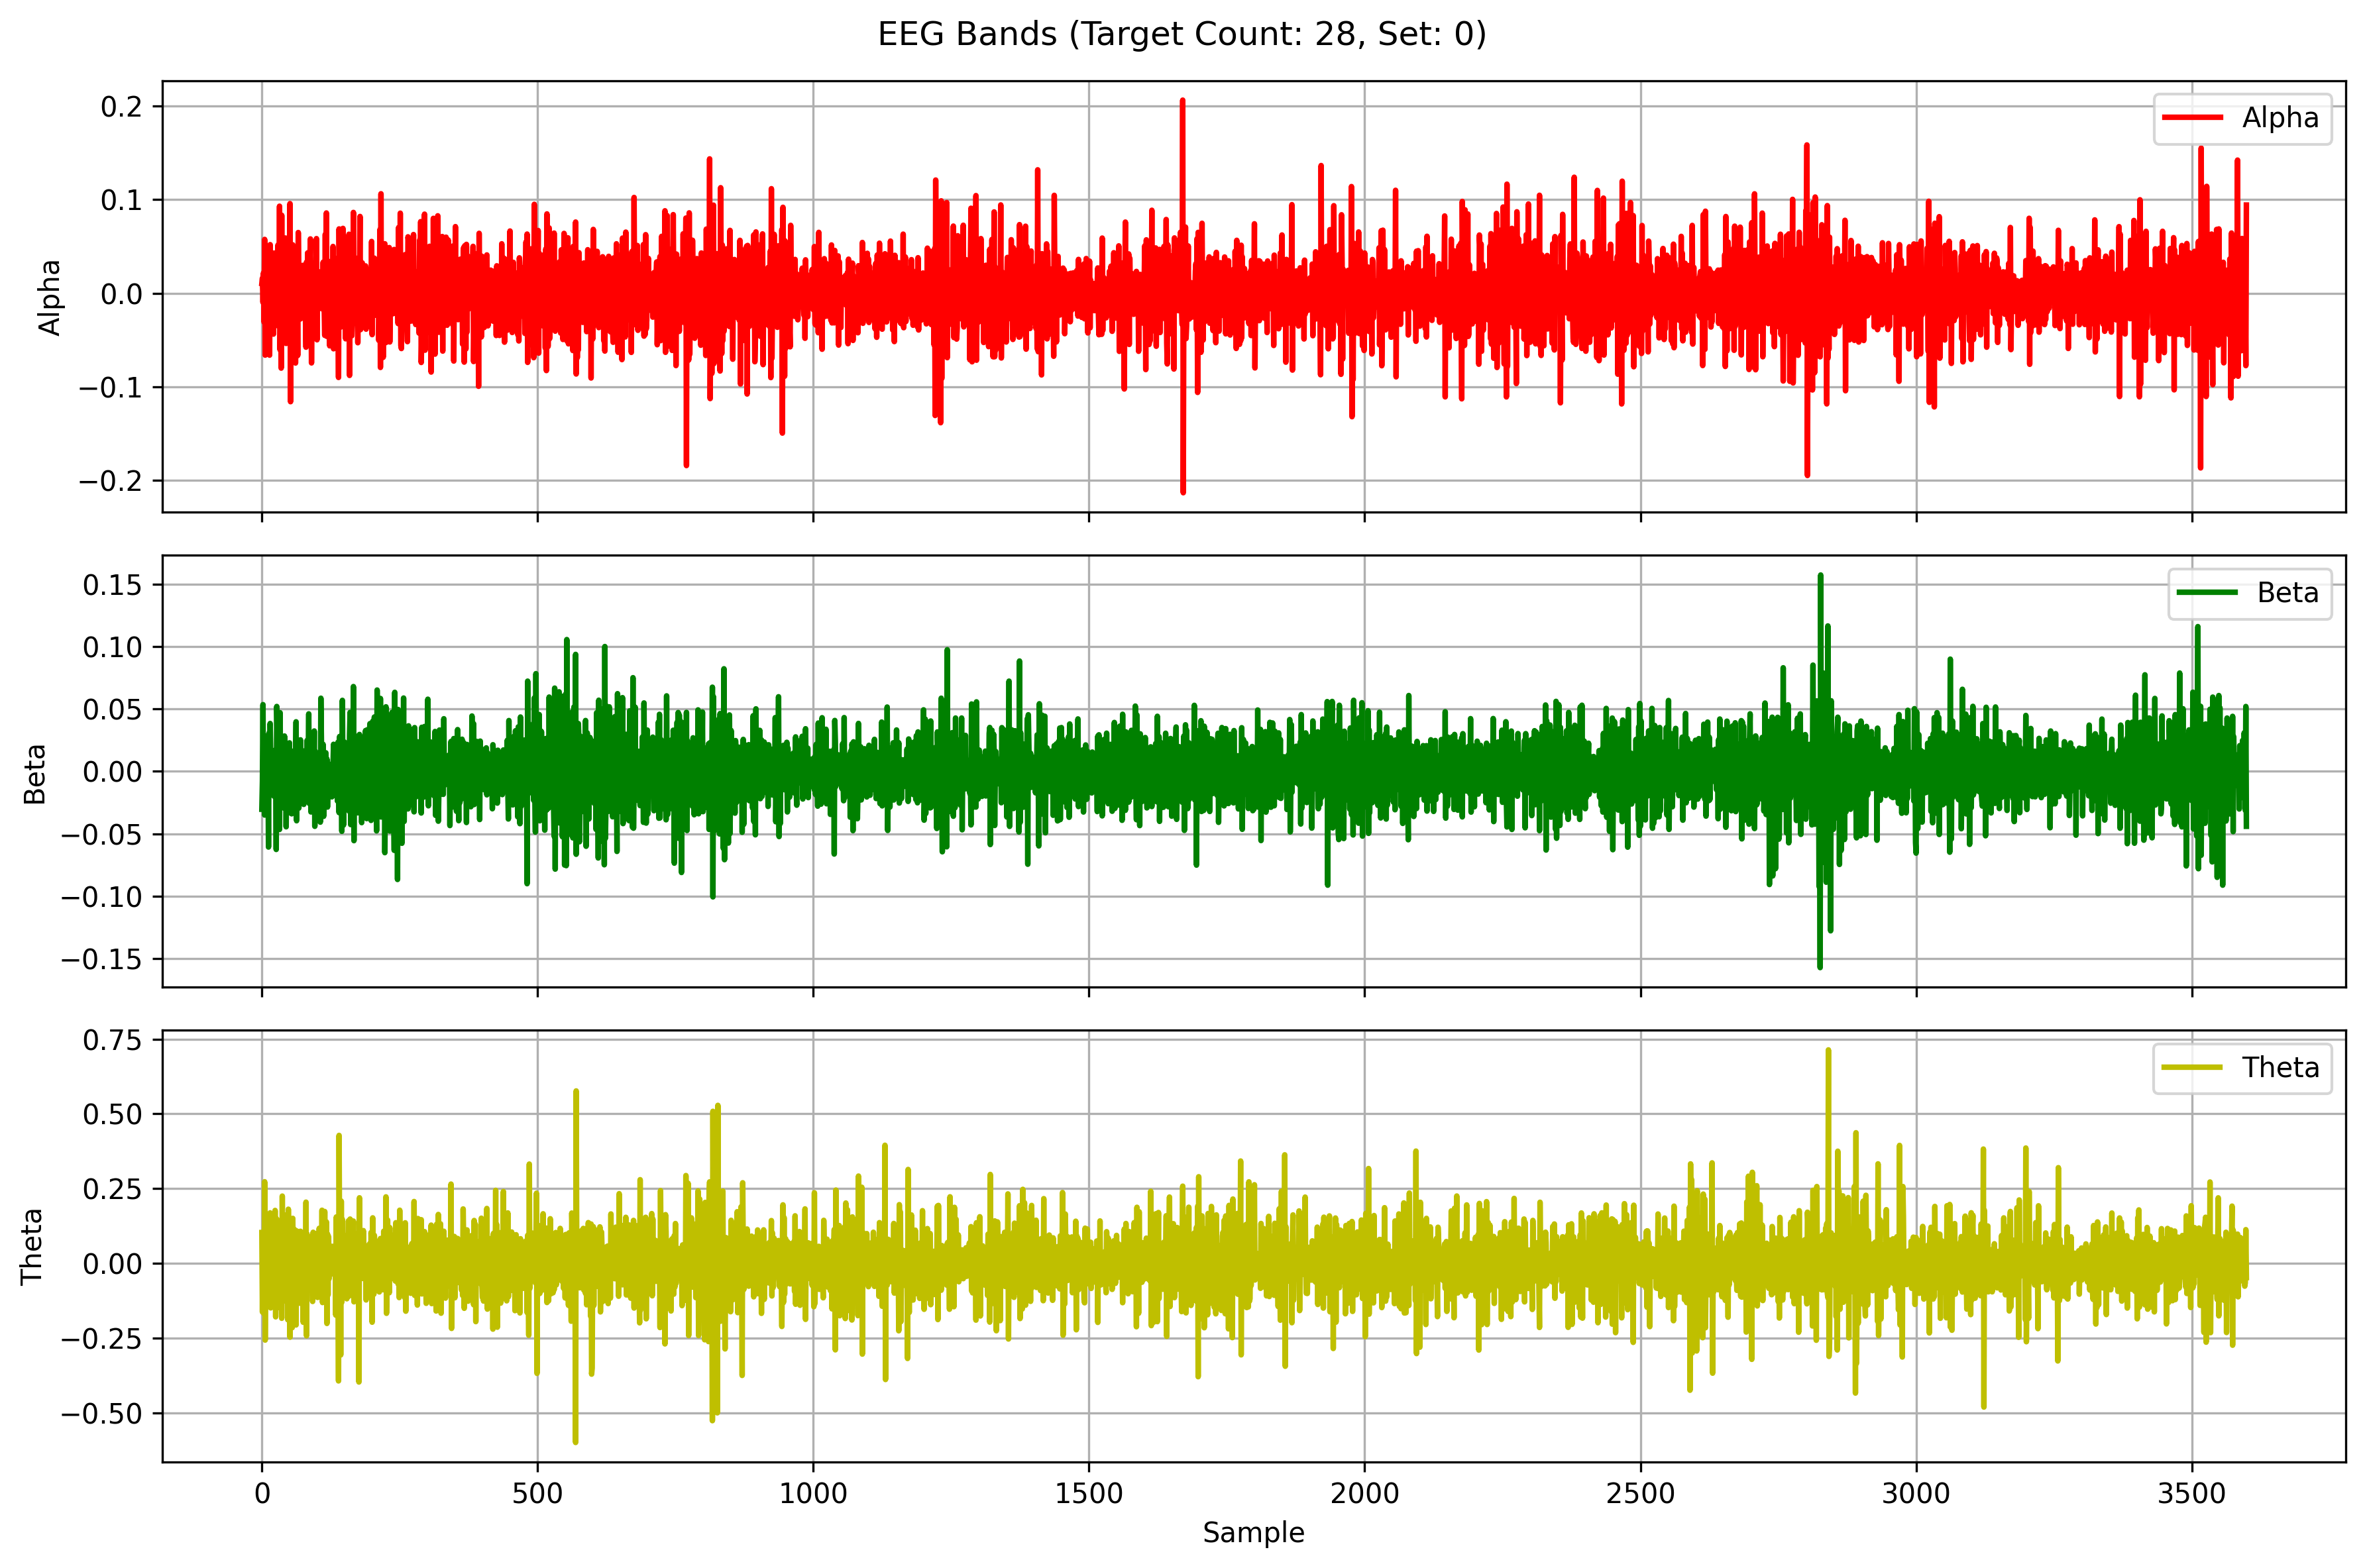 EEG Bands (Target Count: 28, Set: 0)
Alpha
0.2
0.1
0.0
−0.1
−0.2
Alpha
Beta
0.15
0.10
0.05
0.00
−0.05
−0.10
−0.15
Beta
Theta
0.75
0.50
0.25
0.00
−0.25
−0.50
Theta
0 500 1000 1500 2000 2500 3000 3500
Sample